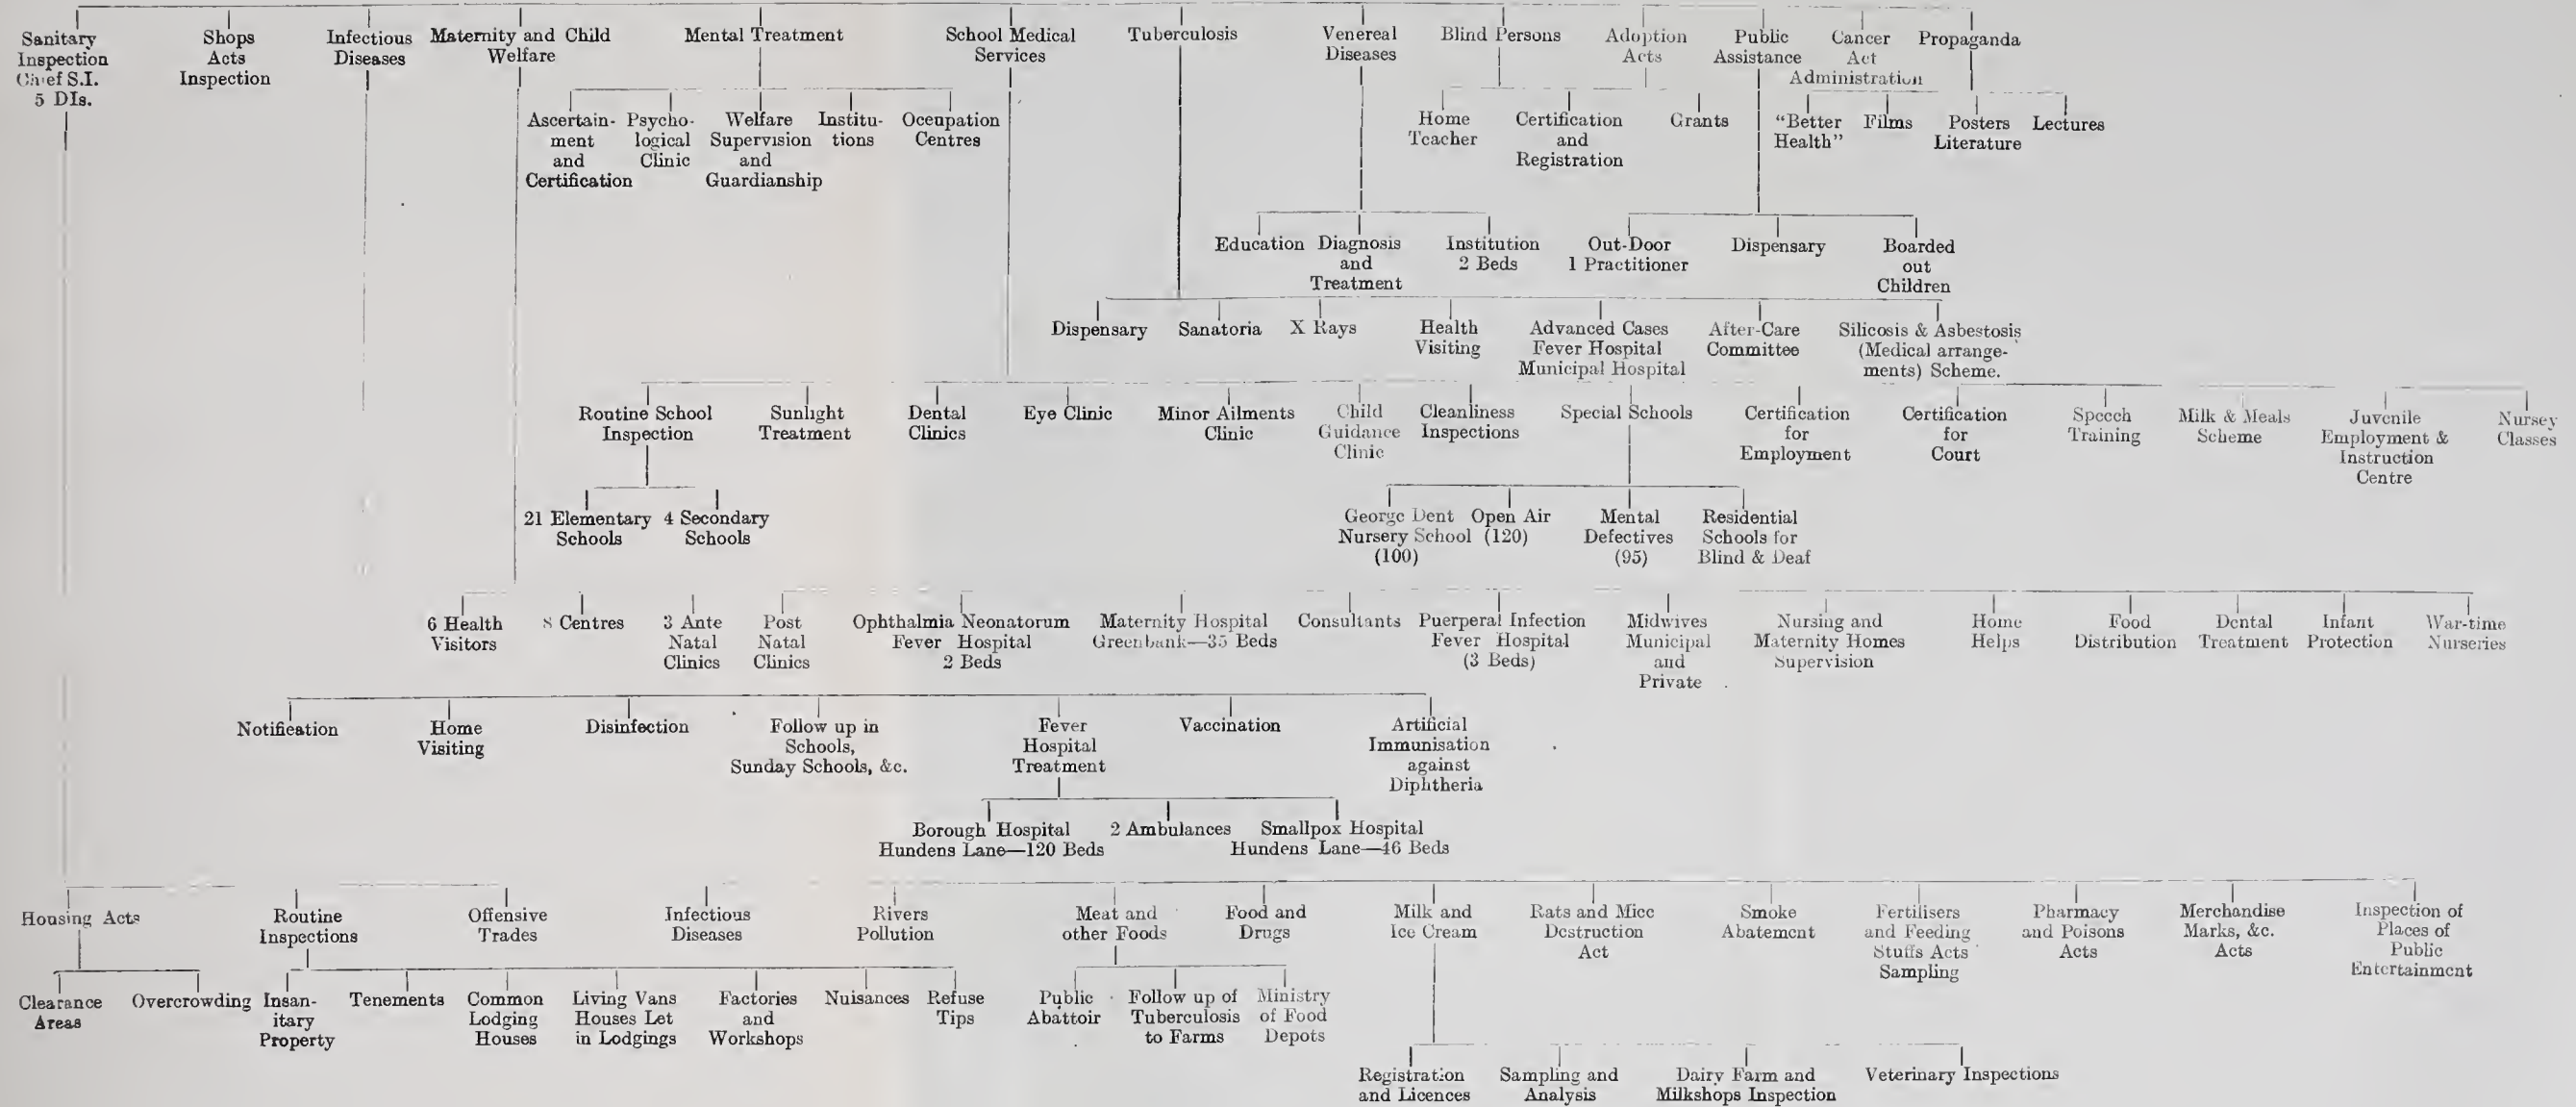 Sanitary
Inspection
Chief S.I.
5 DIs.
Shops
Acts
Inspection
Infectious
Diseases
Maternity and Child
Welfare
Mental Treatment
School Medical
Services
Tuberculosis
Venereal
Diseases
Blind Persons
Adoption
Acts
Public
Assistance
Cancer
Act
Administration
Propaganda
Ascertain-
ment
and
Certification
Psycho-
logical
Clinic
Welfare
Supervision
and
Guardianship
Institu-
tions
Occupation
Centres
Home
Teacher
Certification
and
Registration
Grants
"Better
Health"
Films
Posters
Literature
Lectures
Education
Diagnosis
and
Treatment
Institution
2 Beds
Out-Door
1 Practitioner
Dispensary
Boarded
out
Children
Dispensary
Sanatoria
X Rays
Health
Visiting
Advanced Cases
Fever Hospital
Municipal Hospital
After-Care
Committee
Silicosis & Asbestosis
(Medical arrange-
ments) Scheme.
Routine School
Inspection
Sunlight
Treatment
Dental
Clinics
Eye Clinic
Minor Ailments
Clinic
Child
Guidance
Clinic
Cleanliness
Inspections
Special Schools
Certification
for
Employment
Certification
for
Court
Speech
Training
Milk & Meals
Scheme
Juvenile
Employment &
Instruction
Centre
Nursey
Classes
21 Elementary
Schools
4 Secondary
Schools
George Dent
Nursery School
(100)
Open Air
(120)
Mental
Defectives
(95)
Residential
Schools for
Blind & Deaf
6 Health
Visitors
8 Centres
3 Ante
Natal
Clinics
Post
Natal
Clinics
Ophthalmia Neonatorum
Fever Hospital
2 Beds
Maternity Hospital
Greenbank—35 Beds
Consultants
Puerperal Infection
Fever Hospital
(3 Beds)
Midwives
Municipal
and
Private
Nursing and
Maternity Homes
Supervision
Home
Helps
Food
Distribution
Dental
Treatment
Infant
Protection
War-time
Nurseries
Notification
Home
Visiting
Disinfection
Follow up in
Schools,
Sunday Schools, &c.
Fever
Hospital
Treatment
Vaccination
Artificial
Immunisation
against
Diphtheria
Borough Hospital
Hundens Lane—120 Beds
2 Ambulances
Smallpox Hospital
Hundens Lane—46 Beds
Housing Acts
Routine
Inspections
Offensive
Trades
Infectious
Diseases
Rivers
Pollution
Meat and
other Foods
Food and
Drugs
Milk and
Ice Cream
Rats and Mice
Destruction
Act
Smoke
Abatement
Fertilisers
and Feeding
Stuffs Acts
Sampling
Pharmacy
and Poisons
Acts
Merchandise
Marks, &c.
Acts
Inspection of
Places of
Public
Entertainment
Clearance
Areas
Overcrowding
Insan-
itary
Property
Tenements
Common
Lodging
Houses
Living Vans
Houses Let
in Lodgings
Factories
and
Workshops
Nuisances
Refuse
Tips
Public
Abattoir
Follow up of
Tuberculosis
to Farms
Ministry
of Food
Depots
Registration
and Licences
Sampling and
Analysis
Dairy Farm and
Milkshops Inspection
Veterinary Inspections